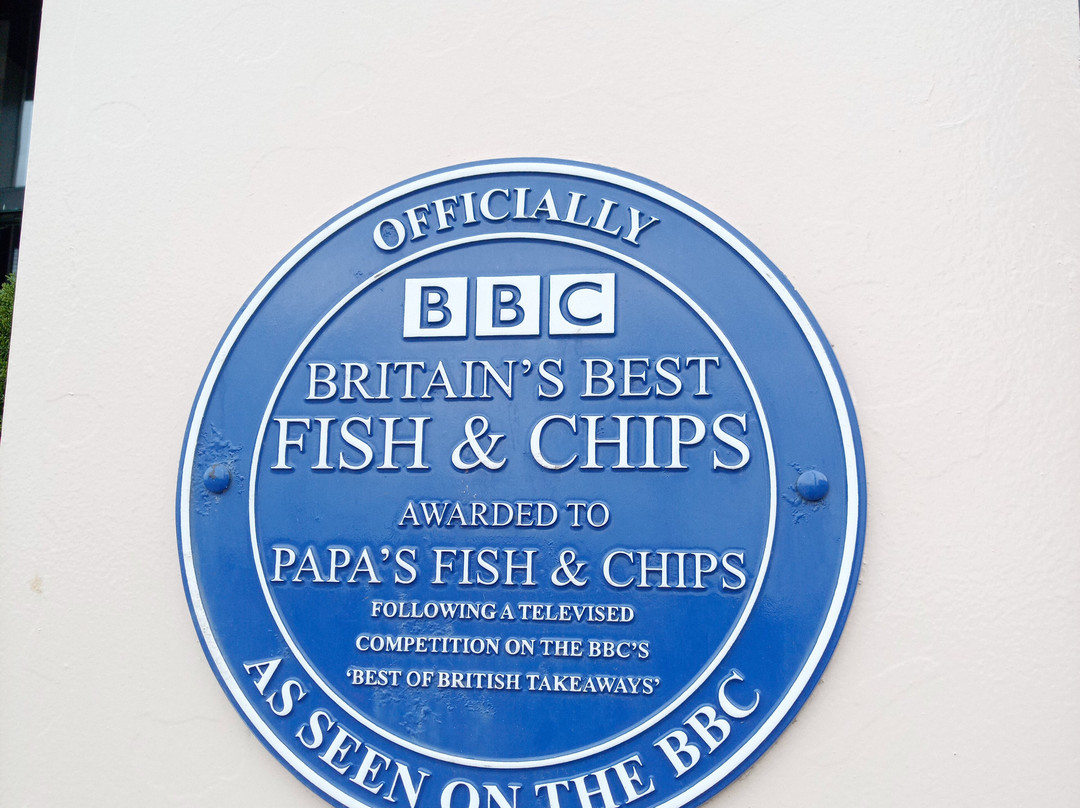 OFFICIALLY
BBC
BRITAIN'S BEST
FISH & CHIPS
AWARDED TO
PAPA'S FISH & CHIPS
FOLLOWING A TELEVISED
COMPETITION ON THE BBC'S
'BEST OF BRITISH TAKEAWAYS'
AS SEEN ON THE BBC